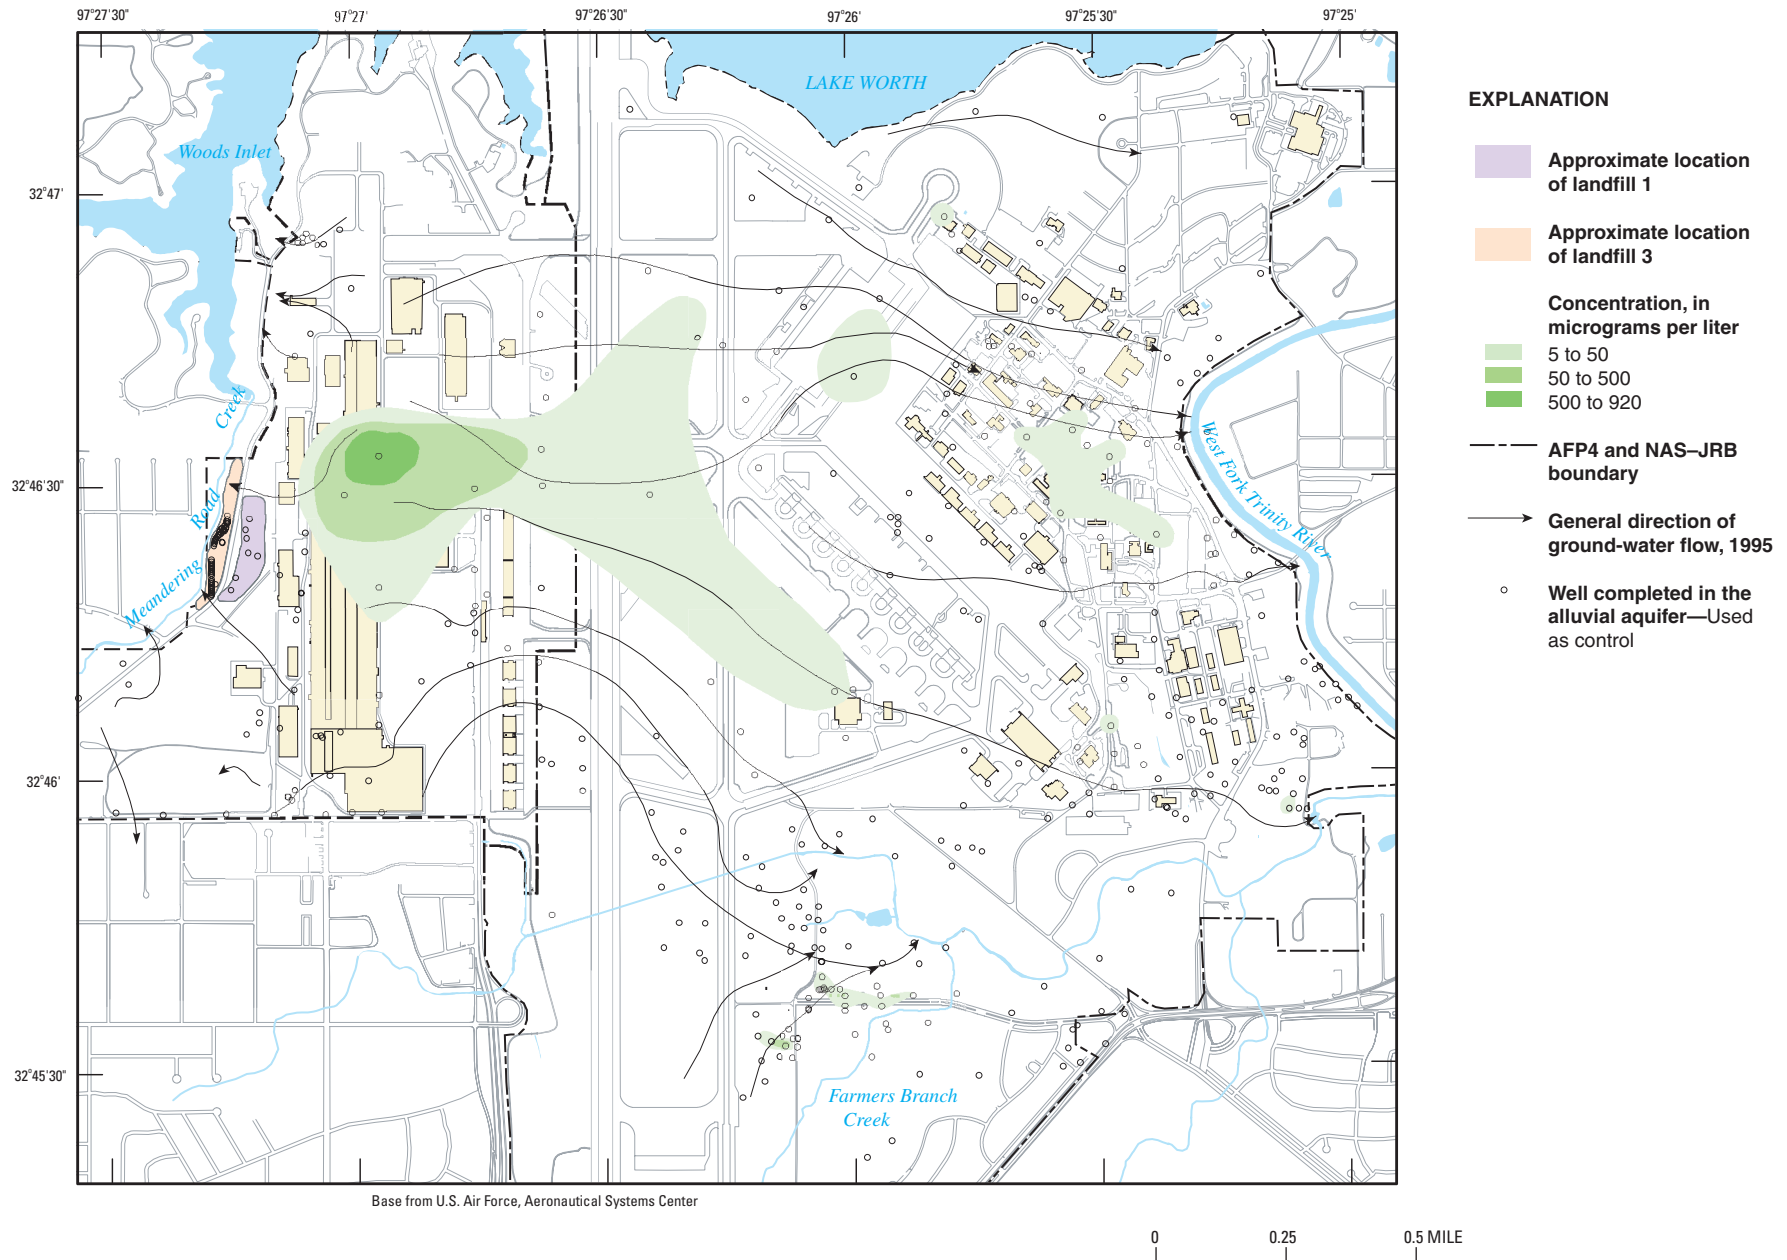 97°27'30" 97°27' 97°26'30" 97°26' 97°25'30" 97°25'
LAKE WORTH
Woods Inlet
32°47'
Creek
Road
Meandering
32°46'30"
West Fork Trinity River
32°46'
32°45'30"
Farmers Branch
Creek
Base from U.S. Air Force, Aeronautical Systems Center
EXPLANATION
Approximate location
of landfill 1
Approximate location
of landfill 3
Concentration, in
micrograms per liter
5 to 50
50 to 500
500 to 920
AFP4 and NAS–JRB
boundary
General direction of
ground-water flow, 1995
Well completed in the
alluvial aquifer—Used
as control
0 0.25 0.5 MILE